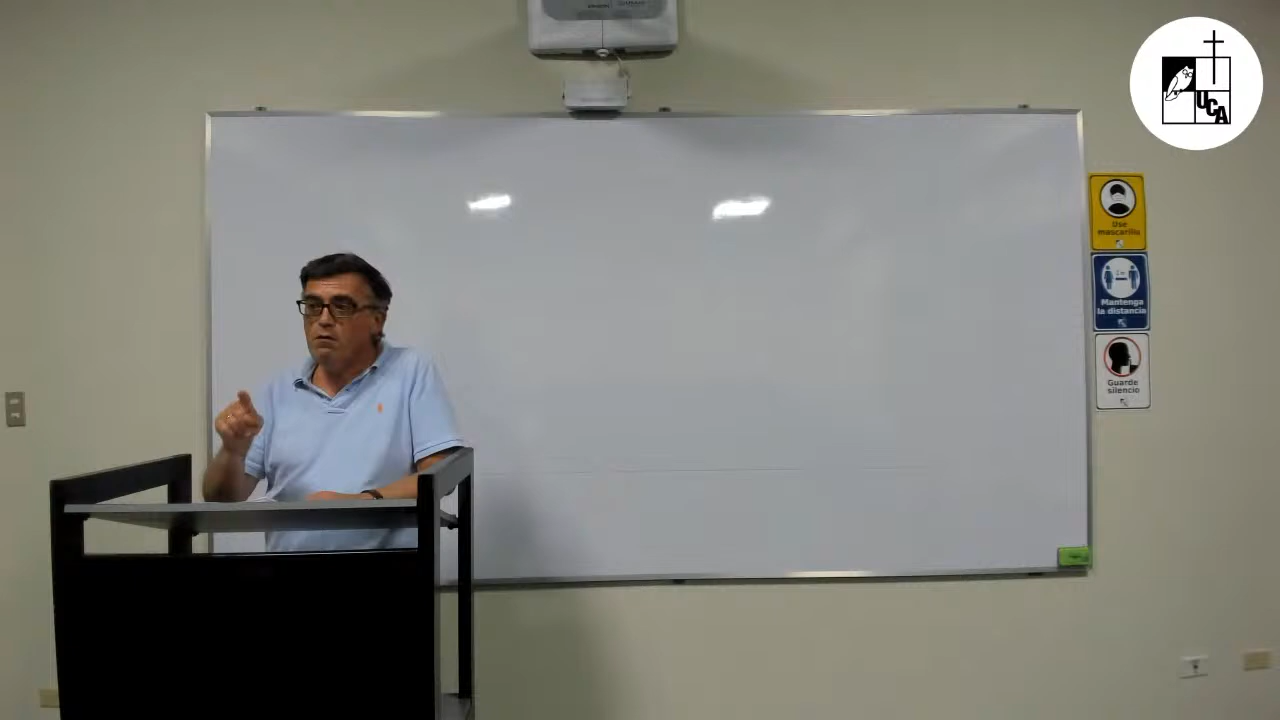 UCA
Use
mascarilla
Mantenga
la distancia
Guarde
silencio